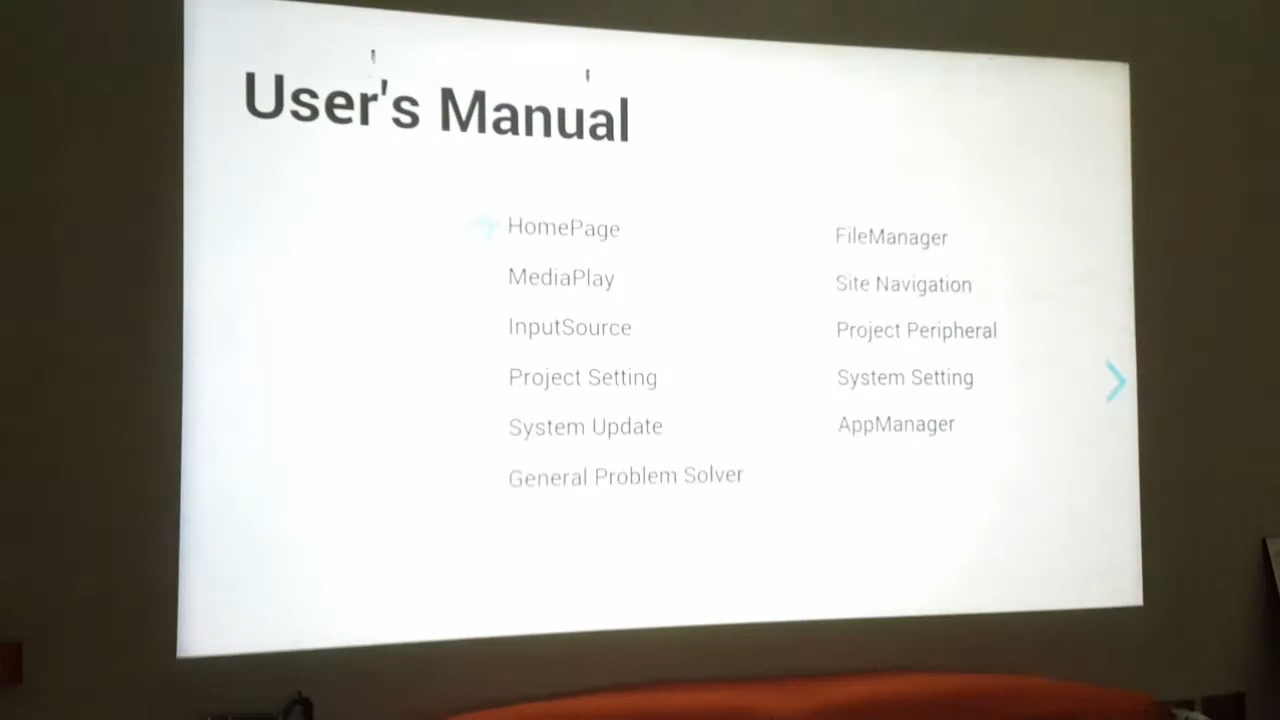 User's Manual
HomePage
MediaPlay
InputSource
Project Setting
System Update
General Problem Solver
FileManager
Site Navigation
Project Peripheral
System Setting
AppManager